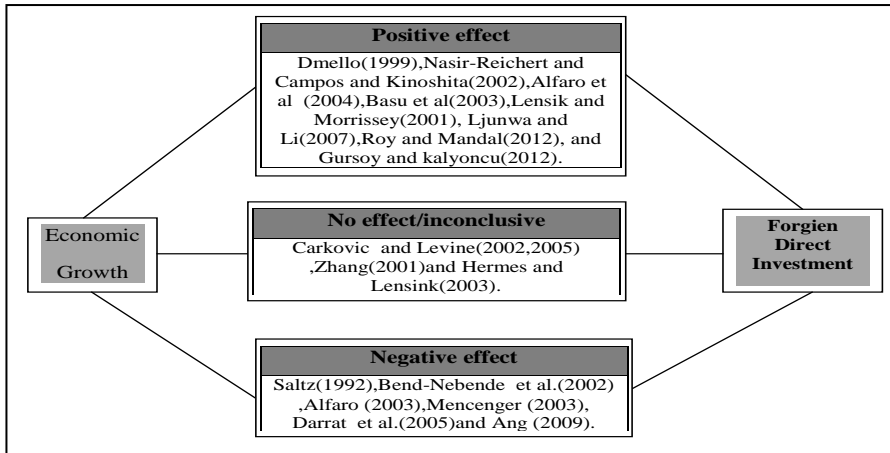 Positive effect
Dmello(1999),Nasir-Reichert and
Campos and Kinoshita(2002),Alfaro et
al (2004),Basu et al(2003),Lensik and
Morrissey(2001), Ljunwa and
Li(2007),Roy and Mandal(2012), and
Gursoy and kalyoncu(2012).
Economic
Growth
No effect/inconclusive
Carkovic and Levine(2002,2005)
,Zhang(2001)and Hermes and
Lensink(2003).
Forgien
Direct
Investment
Negative effect
Saltz(1992),Bend-Nebende et al.(2002)
,Alfaro (2003),Mencenger (2003),
Darrat et al.(2005)and Ang (2009).